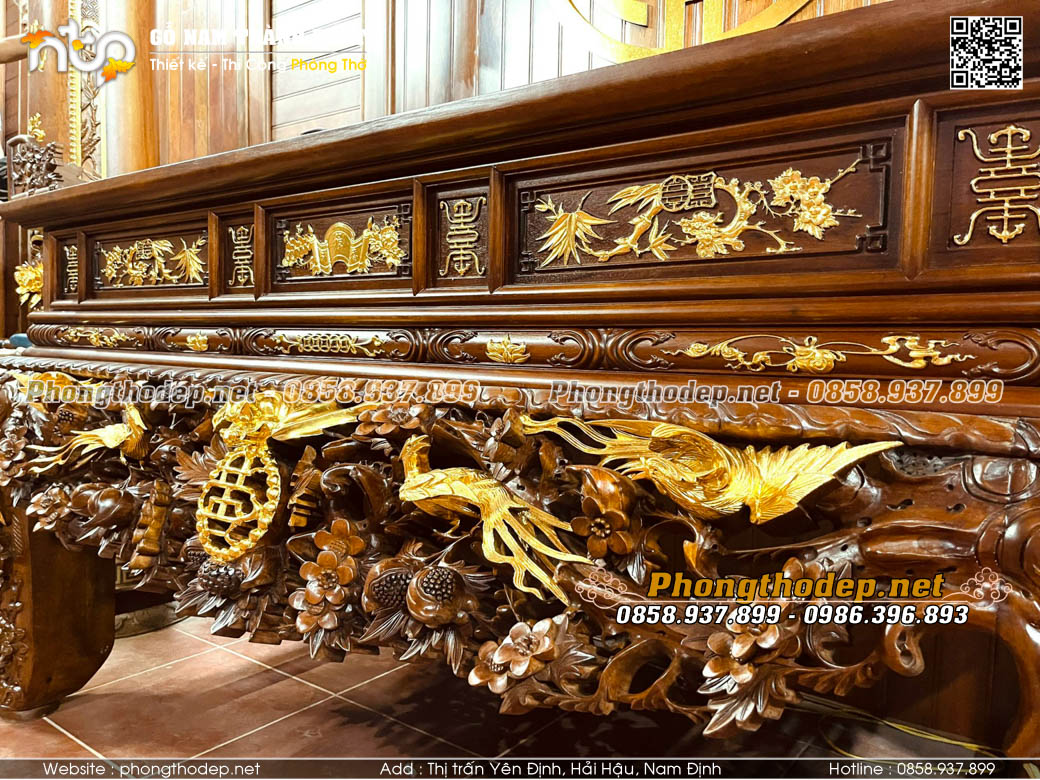 ntp
GỖ NAM THÀNH
Thiết kế - Thi Công Phòng Thờ
Phongthodep.net - 0858.937.899
Phongthodep.net - 0858.937.899
Phongthodep.net
0858.937.899 - 0986.396.893
Website : phongthodep.net
Add : Thị trấn Yên Định, Hải Hậu, Nam Định
Hotline : 0858.937.899